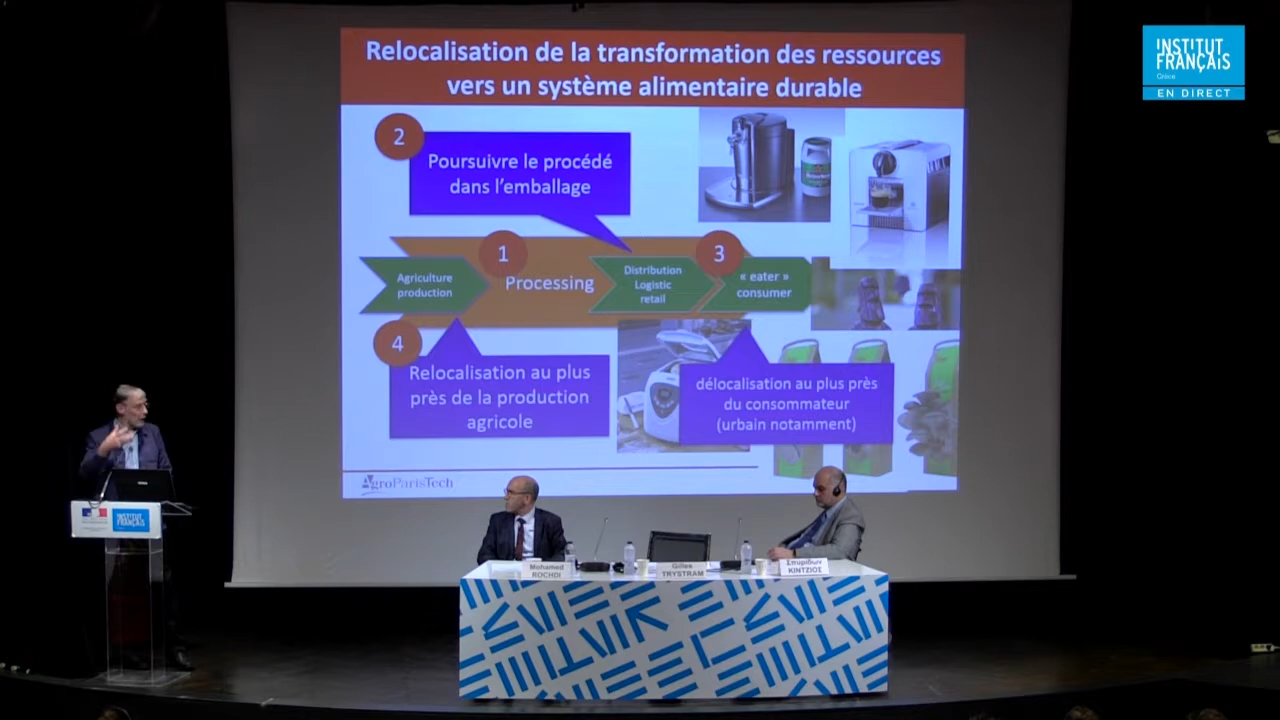 Relocalisation de la transformation des ressources
vers un système alimentaire durable
2
Poursuivre le procédé
dans l'emballage
1
Processing
Agriculture
production
Distribution
Logistic
retail
3
« eater »
consumer
4
Relocalisation au plus
près de la production
agricole
délocalisation au plus près
du consommateur
(urbain notamment)
AgroParisTech
INSTITUT
FRANÇAIS
Grèce
EN DIRECT
INSTITUT
FRANÇAIS
Mohamed
ROCHDI
Gilles
TRYSTRAM
Σπυρίδων
ΚΙΝΤΖΙΟΣ